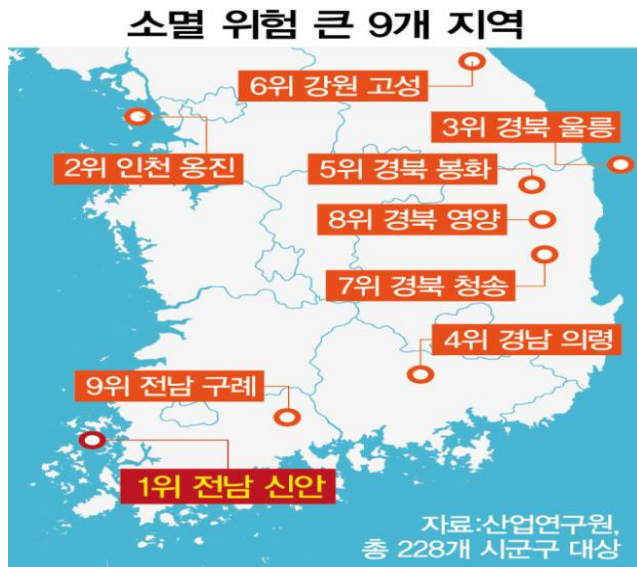 소멸 위험 큰 9개 지역
6위 강원 고성
3위 경북 울릉
2위 인천 옹진
5위 경북 봉화
8위 경북 영양
7위 경북 청송
4위 경남 의령
9위 전남 구례
1위 전남 신안
자료:산업연구원,
총 228개 시군구 대상